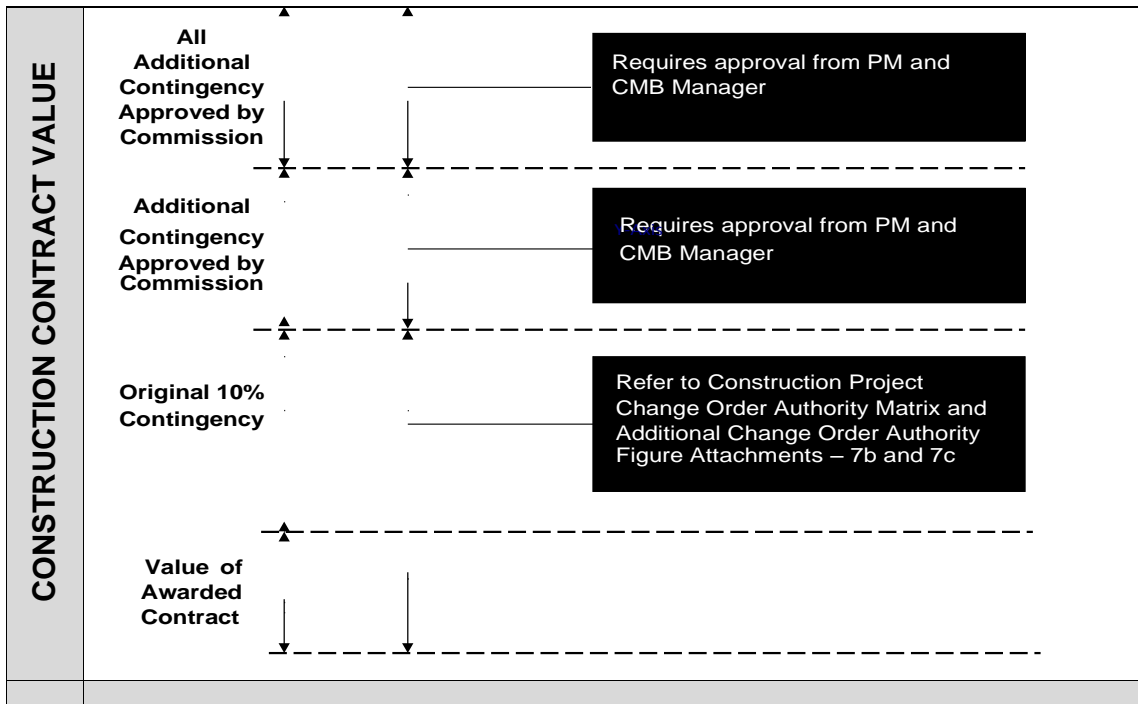 CONSTRUCTION CONTRACT VALUE
All
Additional
Contingency
Approved by
Commission
Requires approval from PM and
CMB Manager
Additional
Contingency
Approved by
Commission
Requires approval from PM and
CMB Manager
Original 10%
Contingency
Refer to Construction Project
Change Order Authority Matrix and
Additional Change Order Authority
Figure Attachments – 7b and 7c
Value of
Awarded
Contract